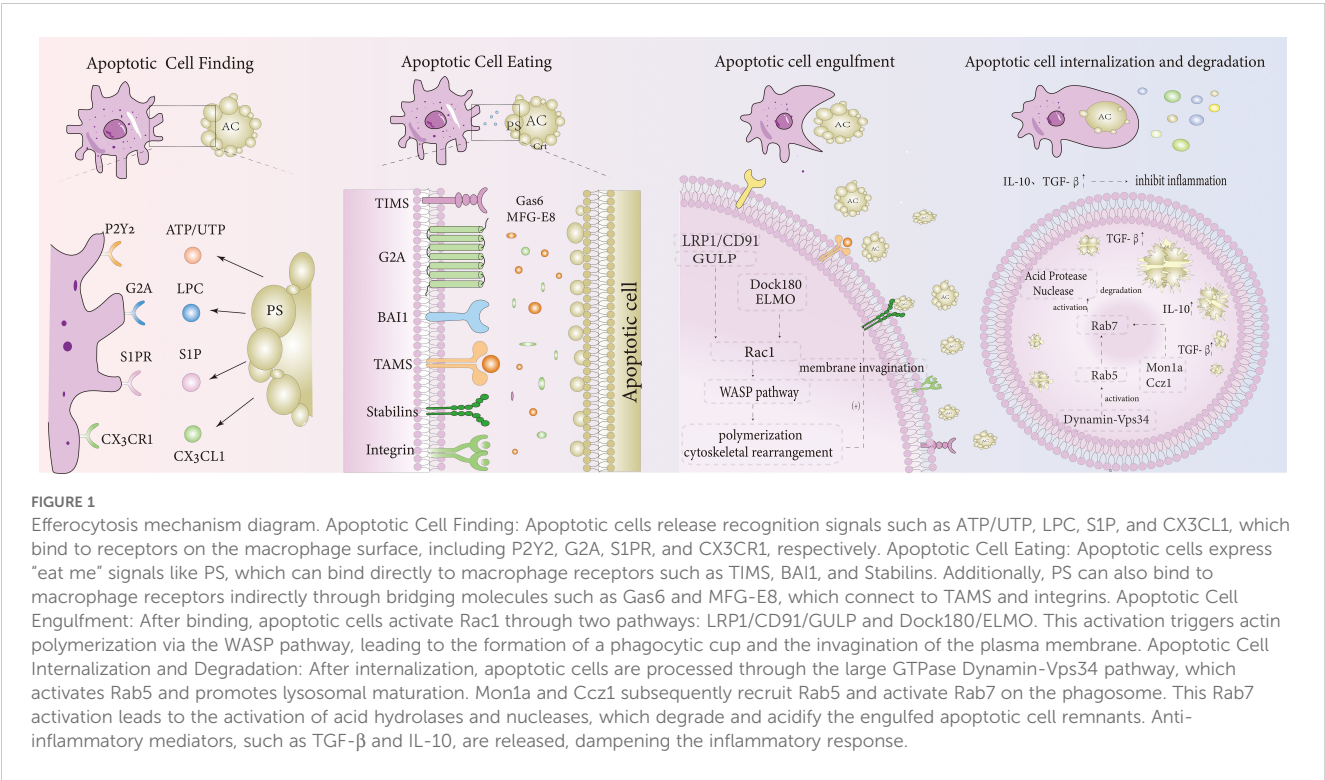 Apoptotic Cell Finding
AC
P2Y2
ATP/UTP
G2A
LPC
PS
S1PR
S1P
CX3CR1
CX3CL1
Apoptotic Cell Eating
PS
AC
Crt
TIMS
Gas6
MFG-E8
G2A
BAI1
TAMS
Stabilins
Integrin
Apoptotic cell
Apoptotic cell engulfment
AC
AC
AC
AC
LRP1/CD91
GULP
Dock180
ELMO
Rac1
membrane invagination
WASP pathway
(+)
polymerization
cytoskeletal rearrangement
Apoptotic cell internalization and degradation
AC
IL-10、TGF-β↑ inhibit inflammation
TGF-β↑
Acid Protease
Nuclease
degradation
activation
IL-10↑
Rab7
TGF-β↑
Rab5
Mon1a
Ccz1
activation
Dynamin-Vps34
FIGURE 1
Efferocytosis mechanism diagram. Apoptotic Cell Finding: Apoptotic cells release recognition signals such as ATP/UTP, LPC, S1P, and CX3CL1, which
bind to receptors on the macrophage surface, including P2Y2, G2A, S1PR, and CX3CR1, respectively. Apoptotic Cell Eating: Apoptotic cells express
“eat me” signals like PS, which can bind directly to macrophage receptors such as TIMS, BAI1, and Stabilins. Additionally, PS can also bind to
macrophage receptors indirectly through bridging molecules such as Gas6 and MFG-E8, which connect to TAMS and integrins. Apoptotic Cell
Engulfment: After binding, apoptotic cells activate Rac1 through two pathways: LRP1/CD91/GULP and Dock180/ELMO. This activation triggers actin
polymerization via the WASP pathway, leading to the formation of a phagocytic cup and the invagination of the plasma membrane. Apoptotic Cell
Internalization and Degradation: After internalization, apoptotic cells are processed through the large GTPase Dynamin-Vps34 pathway, which
activates Rab5 and promotes lysosomal maturation. Mon1a and Ccz1 subsequently recruit Rab5 and activate Rab7 on the phagosome. This Rab7
activation leads to the activation of acid hydrolases and nucleases, which degrade and acidify the engulfed apoptotic cell remnants. Anti-
inflammatory mediators, such as TGF-β and IL-10, are released, dampening the inflammatory response.